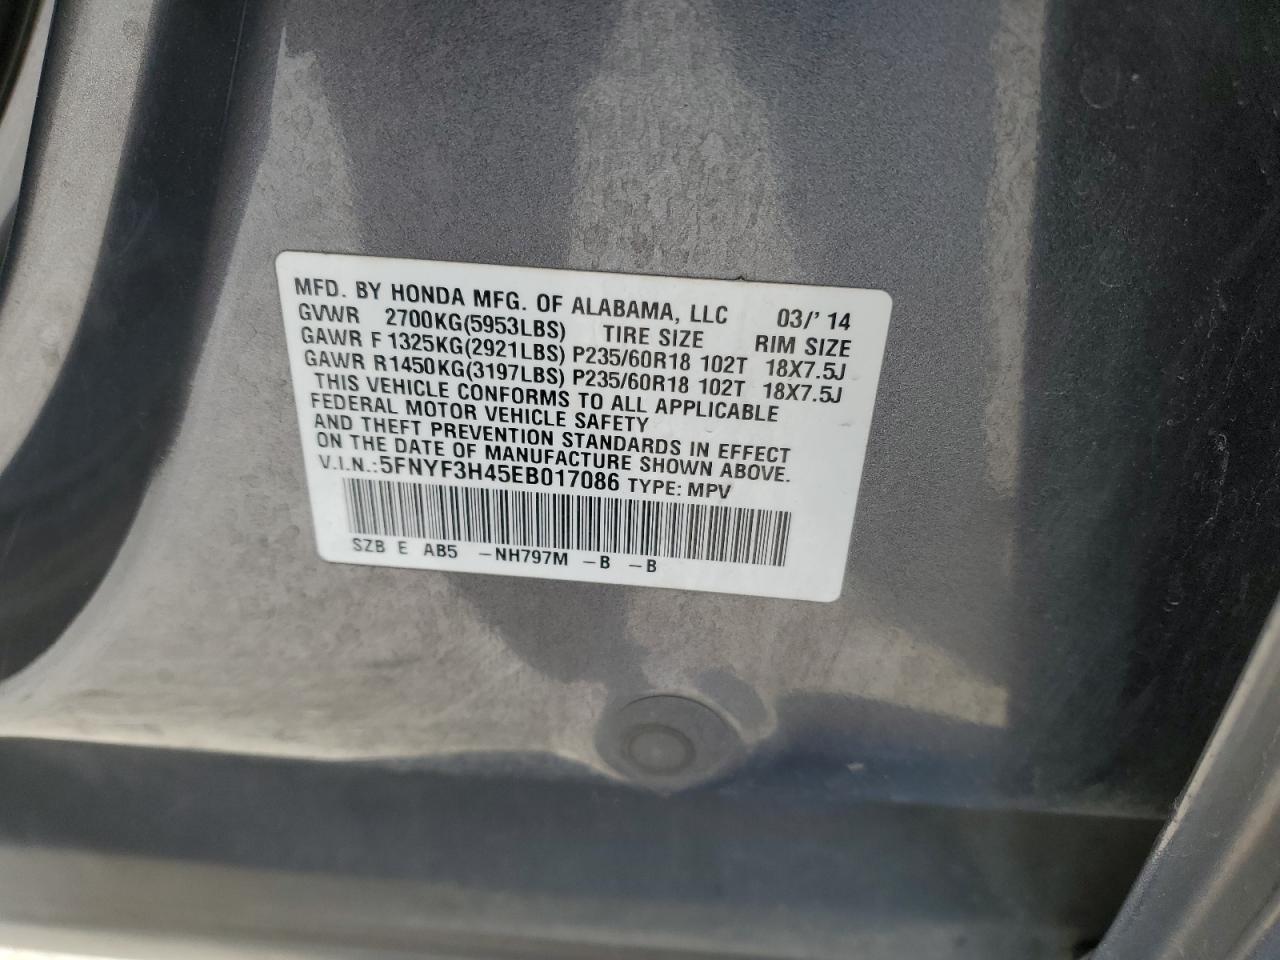 MFD. BY HONDA MFG. OF ALABAMA, LLC 03/' 14
GVWR 2700KG(5953LBS) TIRE SIZE RIM SIZE
GAWR F 1325KG(2921LBS) P235/60R18 102T 18X7.5J
GAWR R1450KG(3197LBS) P235/60R18 102T 18X7.5J
THIS VEHICLE CONFORMS TO ALL APPLICABLE
FEDERAL MOTOR VEHICLE SAFETY
AND THEFT PREVENTION STANDARDS IN EFFECT
ON THE DATE OF MANUFACTURE SHOWN ABOVE.
V.I.N.:5FNYF3H45EB017086 TYPE: MPV
SZB E AB5 -NH797M -B -B